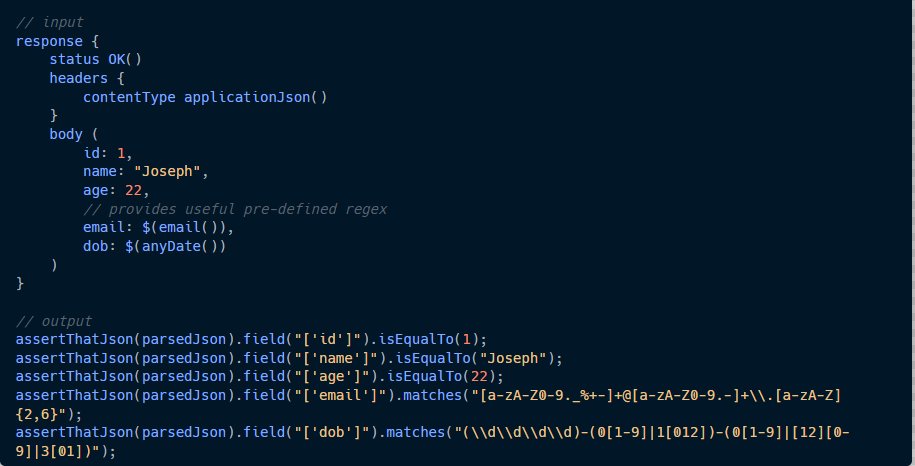 // input
response {
    status OK()
    headers {
        contentType applicationJson()
    }
    body (
        id: 1,
        name: "Joseph",
        age: 22,
        // provides useful pre-defined regex
        email: $(email()),
        dob: $(anyDate())
    )
}

// output
assertThatJson(parsedJson).field("['id']").isEqualTo(1);
assertThatJson(parsedJson).field("['name']").isEqualTo("Joseph");
assertThatJson(parsedJson).field("['age']").isEqualTo(22);
assertThatJson(parsedJson).field("['email']").matches("[a-zA-Z0-9._%+-]+@[a-zA-Z0-9.-]+\\.[a-zA-Z]
{2,6}");
assertThatJson(parsedJson).field("['dob']").matches("(\\d\\d\\d\\d)-(0[1-9]|1[012])-(0[1-9]|[12][0-
9]|3[01])");